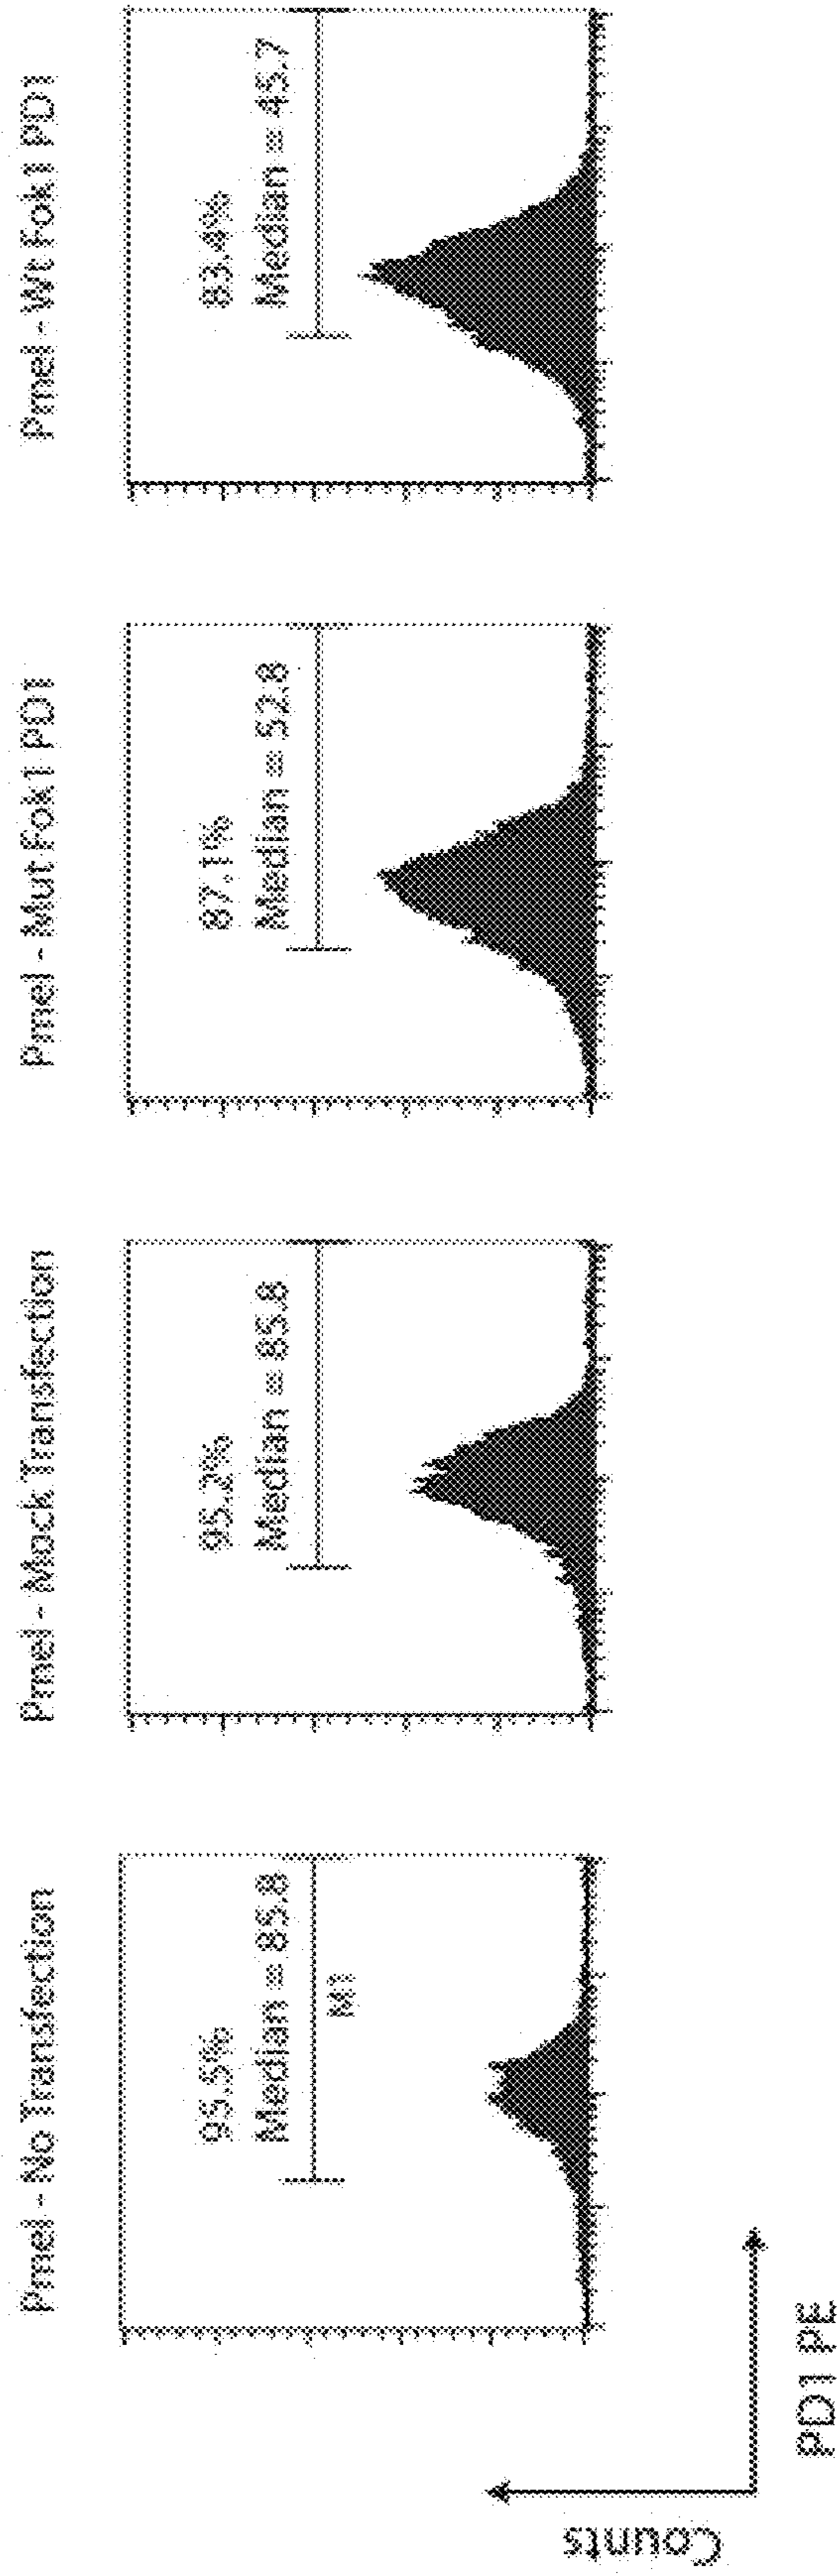 Pmel - No Transfection
95.5%
Median = 85.8
M1
Pmel - Mock Transfection
95.2%
Median = 85.8
Pmel - Mut Fok1 PD1
87.1%
Median = 52.8
Pmel - Wt Fok1 PD1
83.4%
Median = 45.7
Counts
PD1 PE